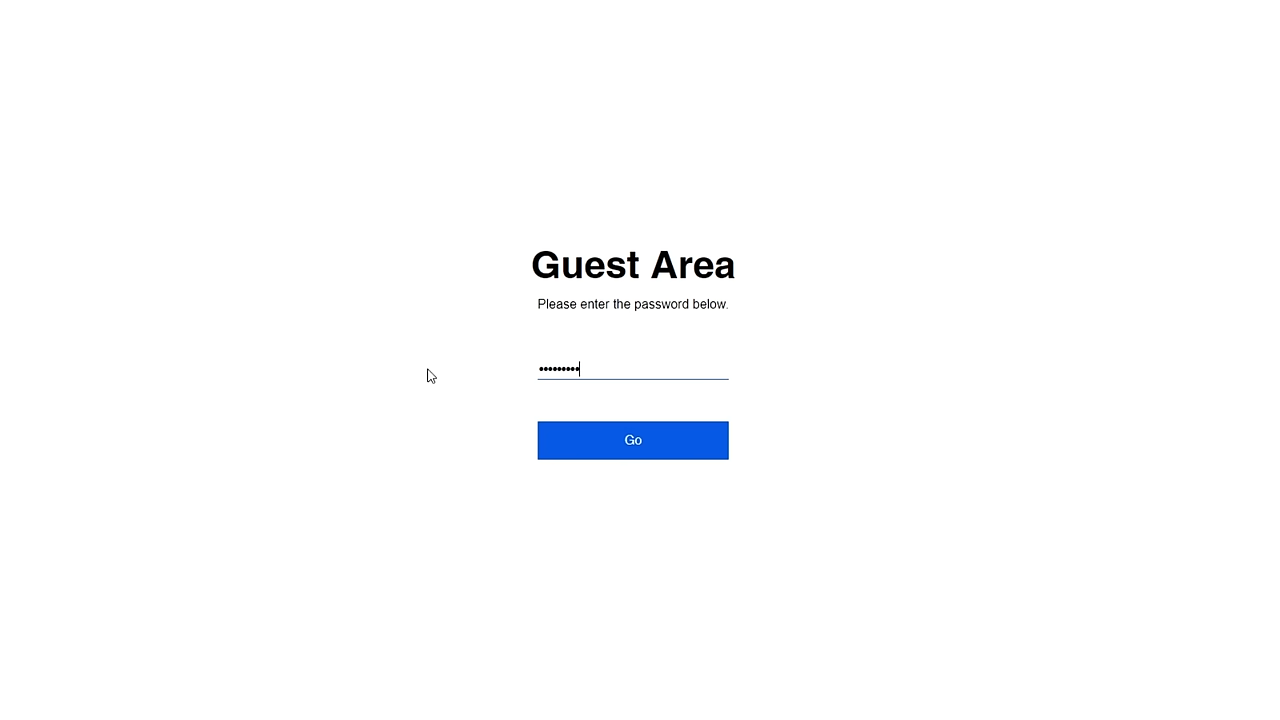 Guest Area
Please enter the password below.
•••••••••
Go